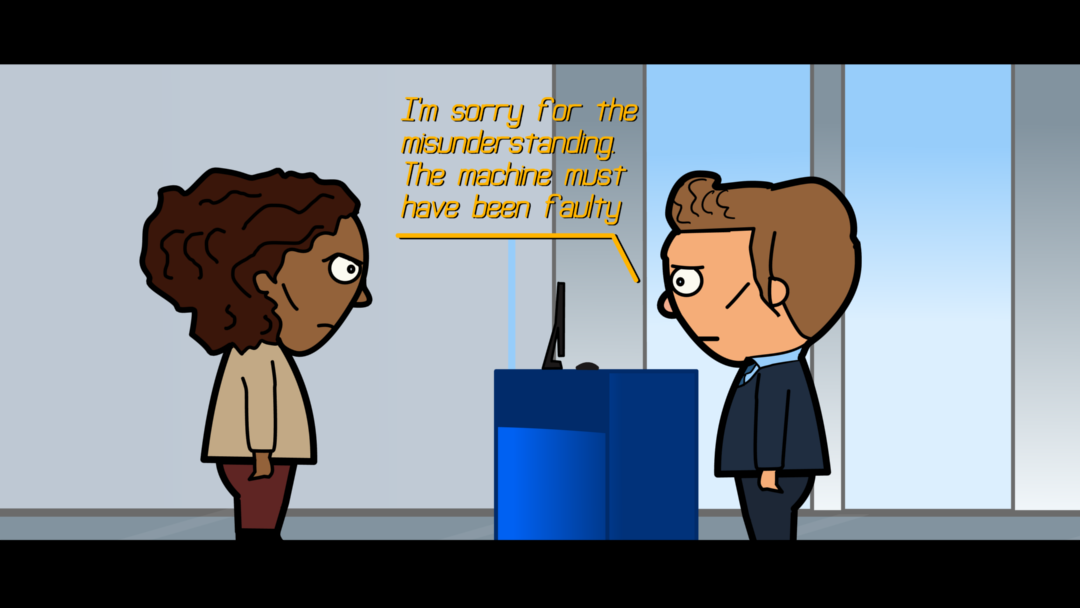 I'm sorry for the
misunderstanding.
The machine must
have been faulty